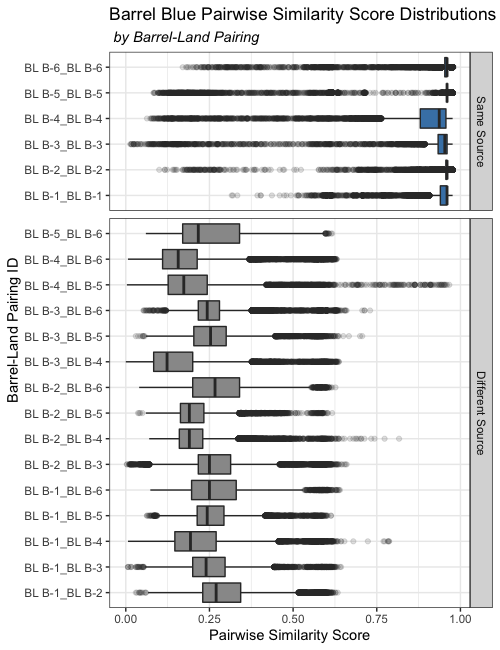 Barrel Blue Pairwise Similarity Score Distributions
by Barrel-Land Pairing
BL B-6_BL B-6
BL B-5_BL B-5
BL B-4_BL B-4
BL B-3_BL B-3
BL B-2_BL B-2
BL B-1_BL B-1
Same Source
BL B-5_BL B-6
BL B-4_BL B-6
BL B-4_BL B-5
BL B-3_BL B-6
BL B-3_BL B-5
BL B-3_BL B-4
BL B-2_BL B-6
BL B-2_BL B-5
BL B-2_BL B-4
BL B-2_BL B-3
BL B-1_BL B-6
BL B-1_BL B-5
BL B-1_BL B-4
BL B-1_BL B-3
BL B-1_BL B-2
Different Source
Barrel-Land Pairing ID
0.00 0.25 0.50 0.75 1.00
Pairwise Similarity Score